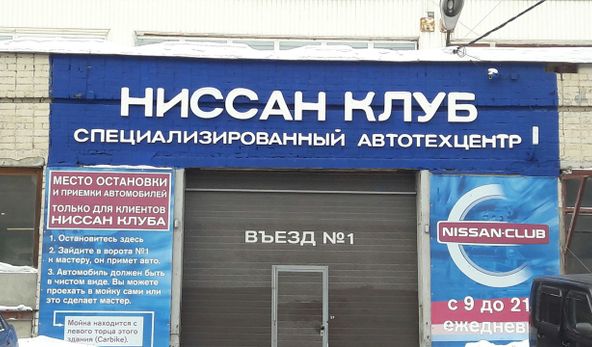 НИССАН КЛУБ
СПЕЦИАЛИЗИРОВАННЫЙ АВТОТЕХЦЕНТР
МЕСТО ОСТАНОВКИ
И ПРИЕМКИ АВТОМОБИЛЕЙ
ТОЛЬКО ДЛЯ КЛИЕНТОВ
НИССАН КЛУБА
1. Остановитесь здесь
2. Зайдите в ворота №1
к мастеру, он примет авто.
3. Автомобиль должен быть
в чистом виде. Вы можете
проехать в мойку сами или
это сделает мастер.
Мойка находится с
левого торца этого
здания (Carbike).
ВЪЕЗД №1
NISSAN-CLUB
с 9 до 21
ежедневн